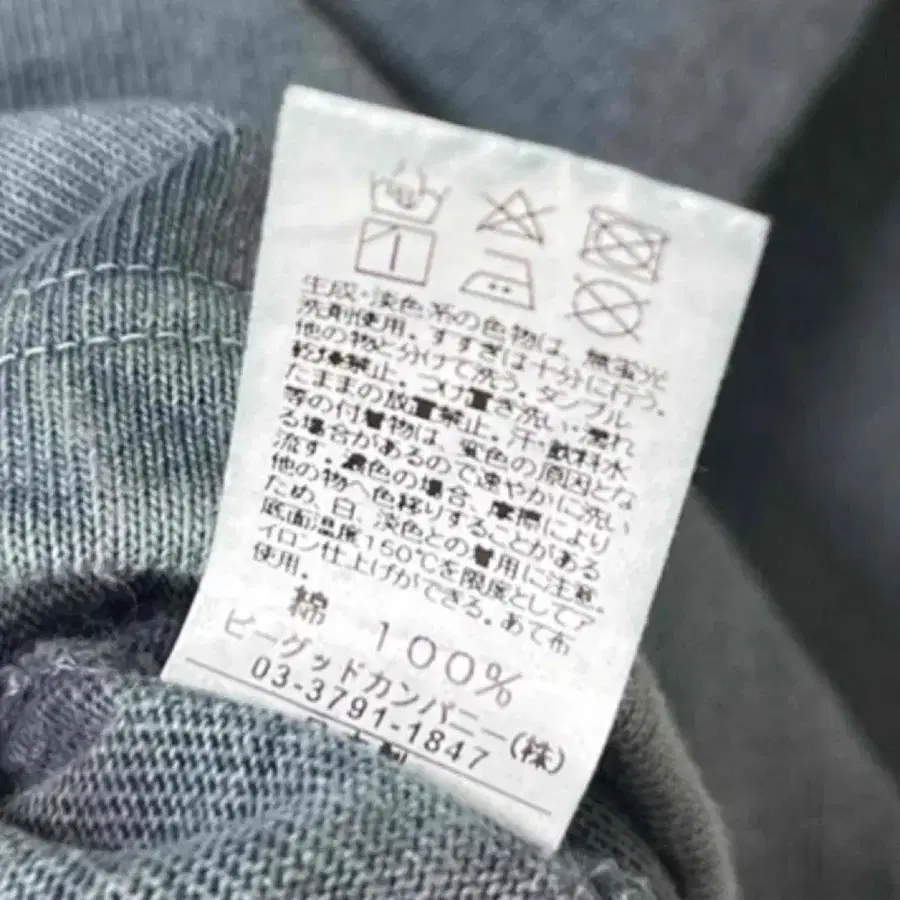 生成・淡色系の色物は、無蛍光
洗剤使用。すすぎは十分に行う。
他の物と分けて洗う。タンブル
乾燥禁止。つけ置き洗い・濡れ
たままの放置禁止。汗・飲料水
等の付着物は、変色の原因とな
る場合があるので速やかに洗い
流す・濃色の場合、摩擦により
他の物へ色移りすることがある
ため、白、淡色との着用に注意。
底面温度150℃を限度としてア
イロン仕上げができる。あて布
使用。
綿 100%
ビーグッドカンパニー(株)
03-3791-1847